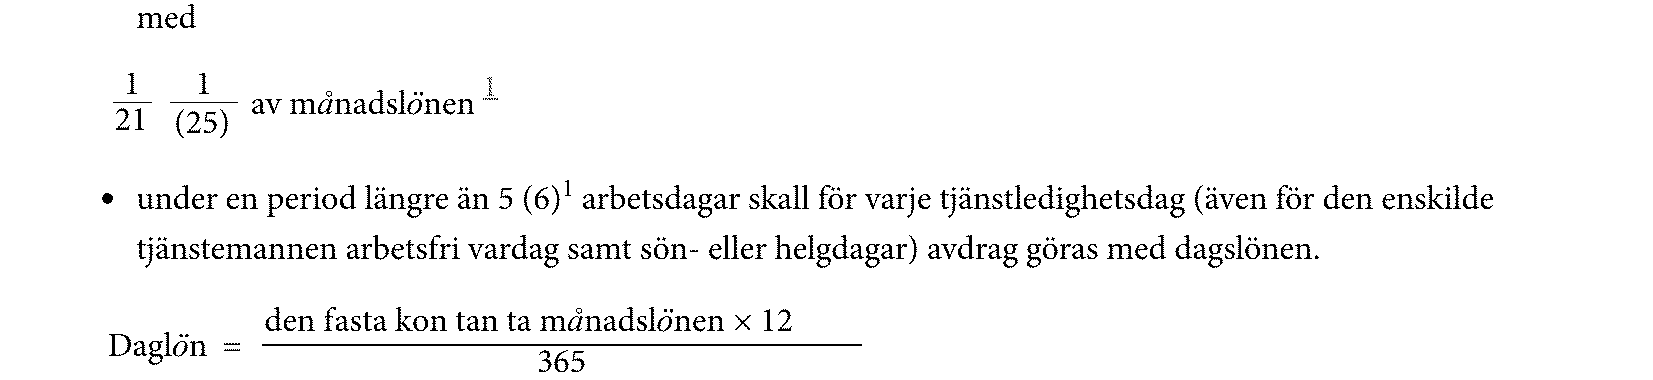 med
1/21 1/(25) av månadslönen 1
• under en period längre än 5 (6)1 arbetsdagar skall för varje tjänstledighetsdag (även för den enskilde
tjänstemannen arbetsfri vardag samt sön- eller helgdagar) avdrag göras med dagslönen.
den fasta kon tan ta månadslönen × 12
Daglön =
365